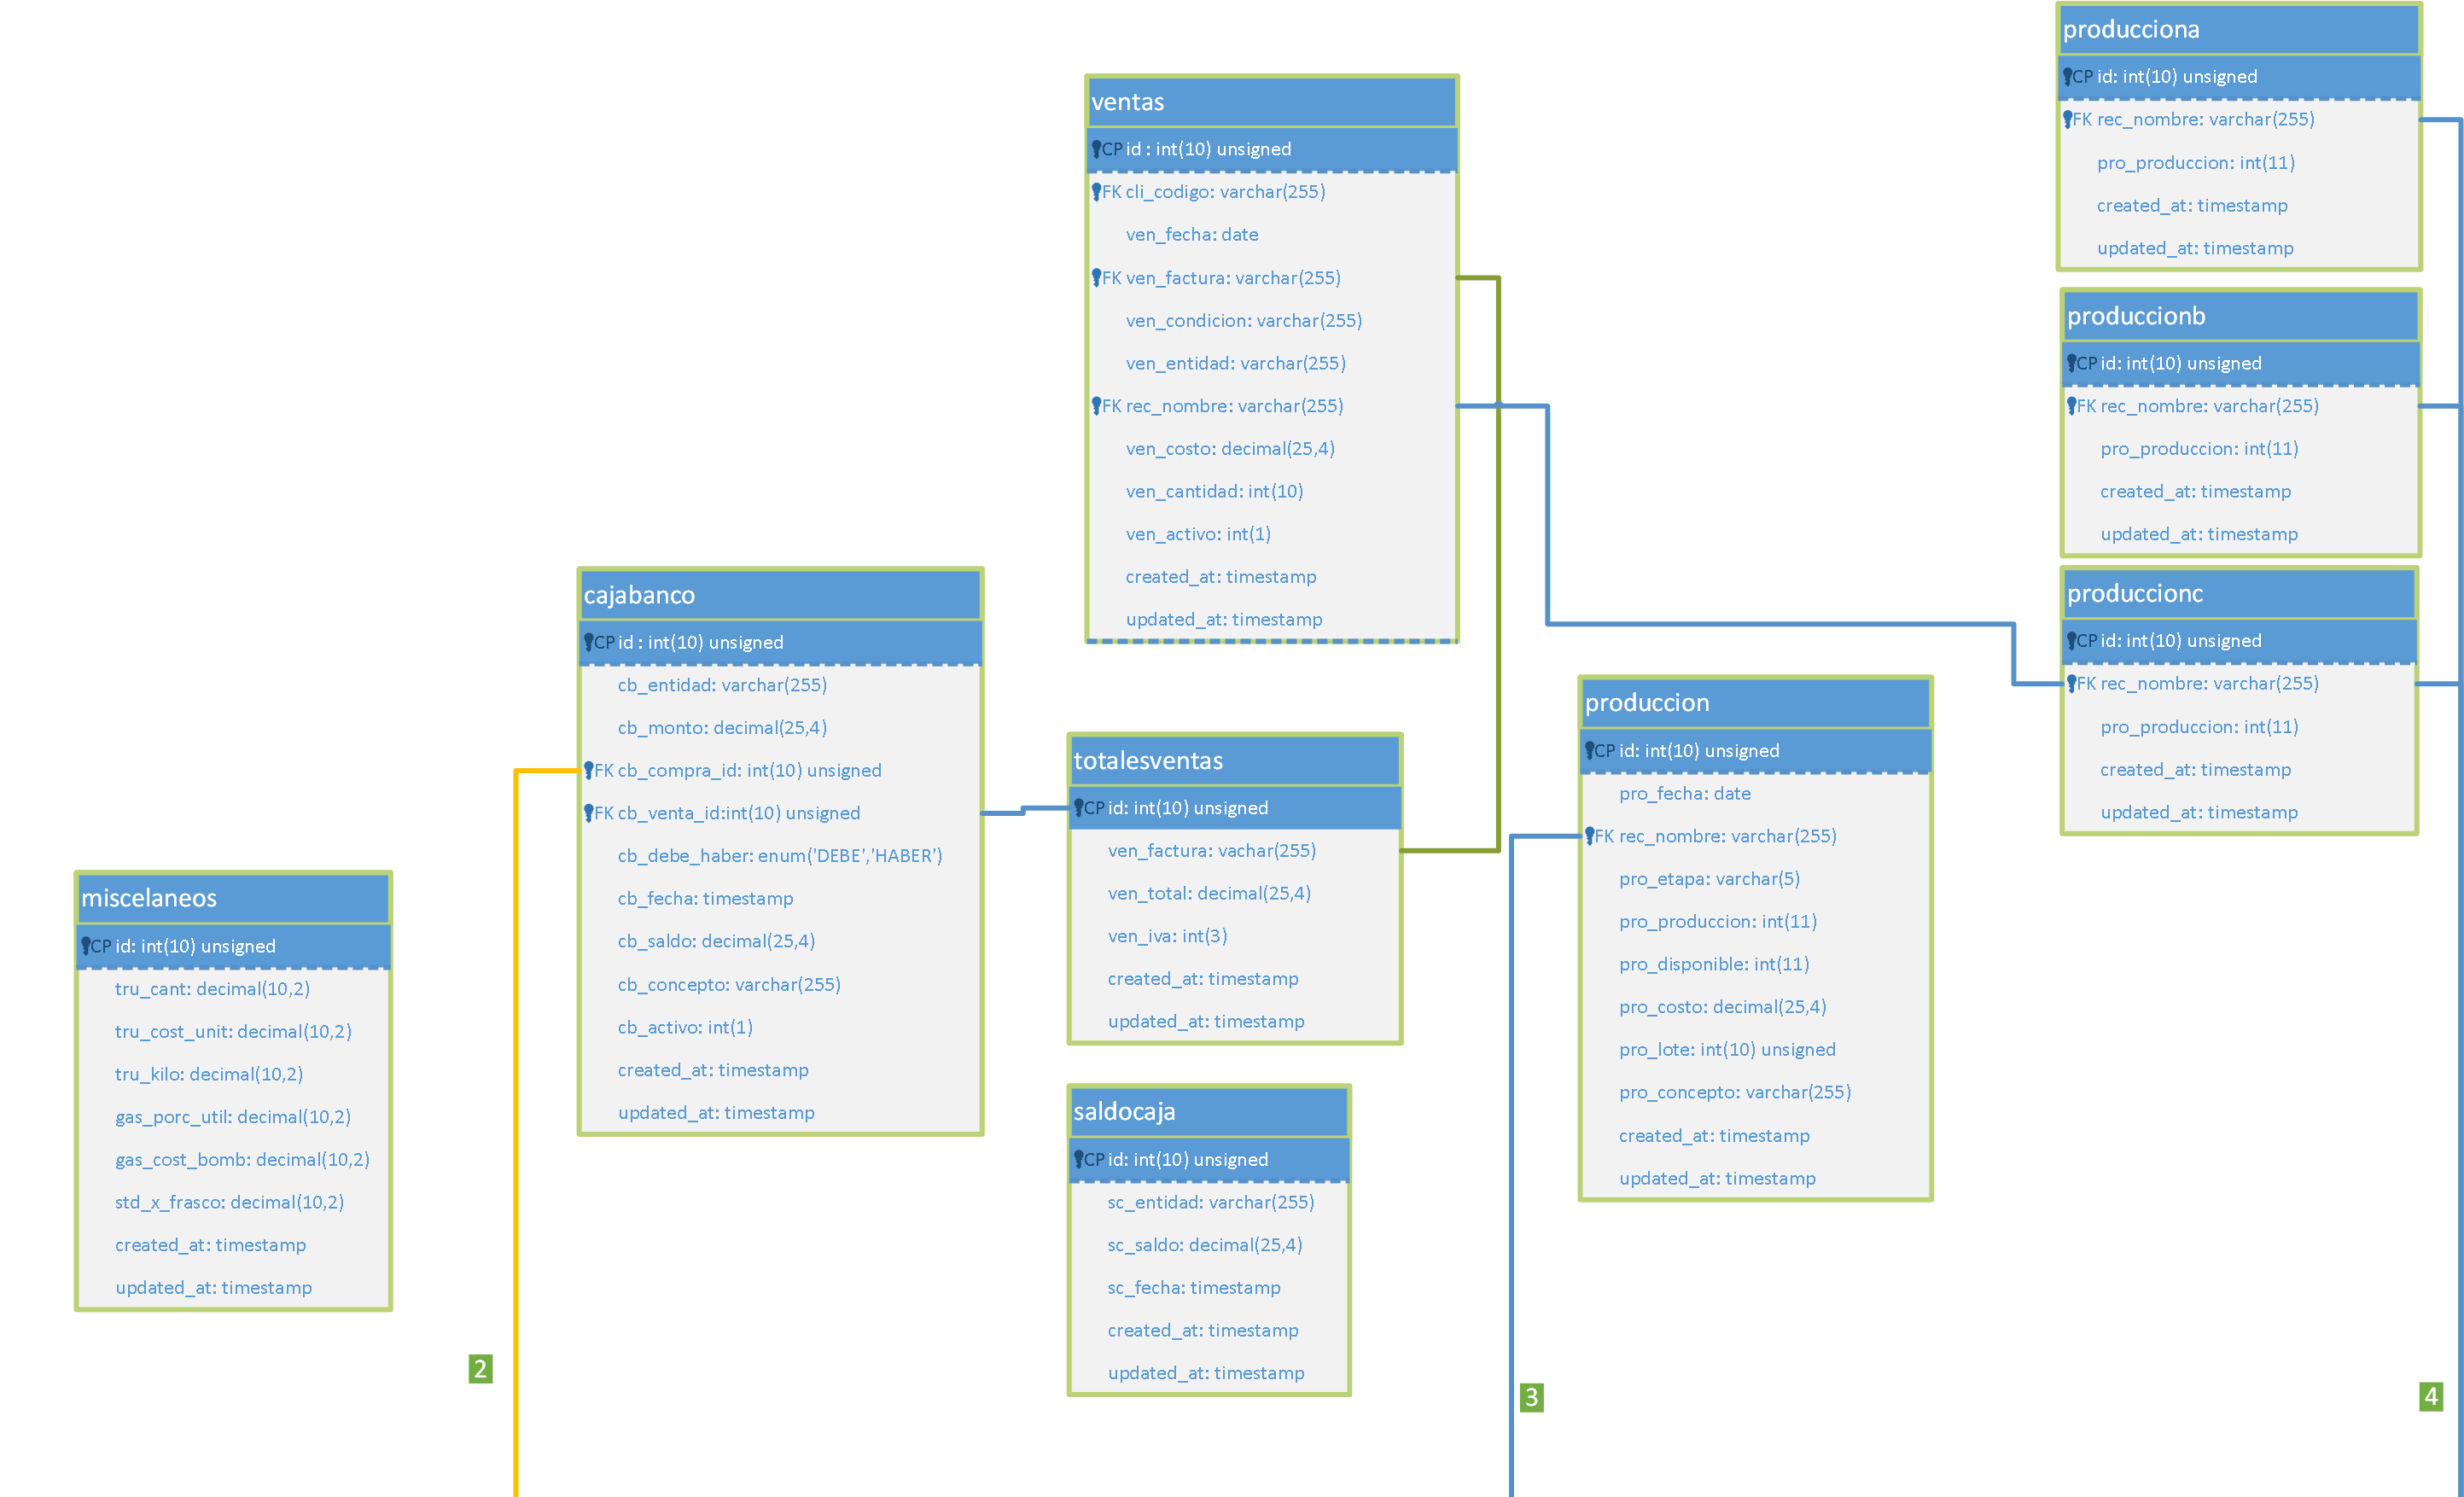 producciona
CP id: int(10) unsigned
FK rec_nombre: varchar(255)
pro_produccion: int(11)
created_at: timestamp
updated_at: timestamp
ventas
CP id : int(10) unsigned
FK cli_codigo: varchar(255)
ven_fecha: date
FK ven_factura: varchar(255)
ven_condicion: varchar(255)
ven_entidad: varchar(255)
FK rec_nombre: varchar(255)
ven_costo: decimal(25,4)
ven_cantidad: int(10)
ven_activo: int(1)
created_at: timestamp
updated_at: timestamp
produccionb
CP id: int(10) unsigned
FK rec_nombre: varchar(255)
pro_produccion: int(11)
created_at: timestamp
updated_at: timestamp
produccionc
CP id: int(10) unsigned
FK rec_nombre: varchar(255)
pro_produccion: int(11)
created_at: timestamp
updated_at: timestamp
cajabanco
CP id : int(10) unsigned
cb_entidad: varchar(255)
cb_monto: decimal(25,4)
FK cb_compra_id: int(10) unsigned
FK cb_venta_id:int(10) unsigned
cb_debe_haber: enum('DEBE','HABER')
cb_fecha: timestamp
cb_saldo: decimal(25,4)
cb_concepto: varchar(255)
cb_activo: int(1)
created_at: timestamp
updated_at: timestamp
totalesventas
CP id: int(10) unsigned
ven_factura: vachar(255)
ven_total: decimal(25,4)
ven_iva: int(3)
created_at: timestamp
updated_at: timestamp
produccion
CP id: int(10) unsigned
pro_fecha: date
FK rec_nombre: varchar(255)
pro_etapa: varchar(5)
pro_produccion: int(11)
pro_disponible: int(11)
pro_costo: decimal(25,4)
pro_lote: int(10) unsigned
pro_concepto: varchar(255)
created_at: timestamp
updated_at: timestamp
miscelaneos
CP id: int(10) unsigned
tru_cant: decimal(10,2)
tru_cost_unit: decimal(10,2)
tru_kilo: decimal(10,2)
gas_porc_util: decimal(10,2)
gas_cost_bomb: decimal(10,2)
std_x_frasco: decimal(10,2)
created_at: timestamp
updated_at: timestamp
saldocaja
CP id: int(10) unsigned
sc_entidad: varchar(255)
sc_saldo: decimal(25,4)
sc_fecha: timestamp
created_at: timestamp
updated_at: timestamp
2
3
4